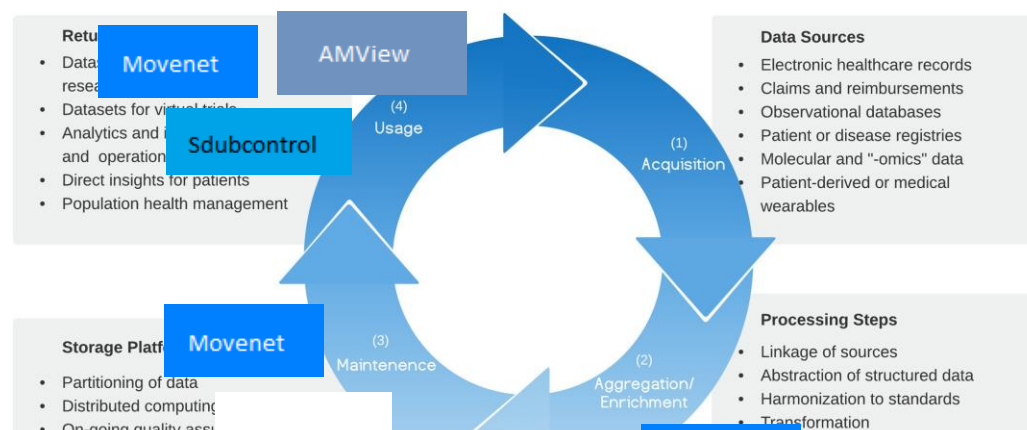 Movenet
AMView
Datasets for virtual
Analytics and
and operation
Sdubcontrol
Direct insights for patients
Population health management
(4)
Usage
(1)
Acquisition
Data Sources
Electronic healthcare records
Claims and reimbursements
Observational databases
Patient or disease registries
Molecular and "-omics" data
Patient-derived or medical
wearables
Storage
Movenet
Partitioning of data
Distributed computing
On-going quality
(3)
Maintenence
(2)
Aggregation/
Enrichment
Processing Steps
Linkage of sources
Abstraction of structured data
Harmonization to standards
Transformation